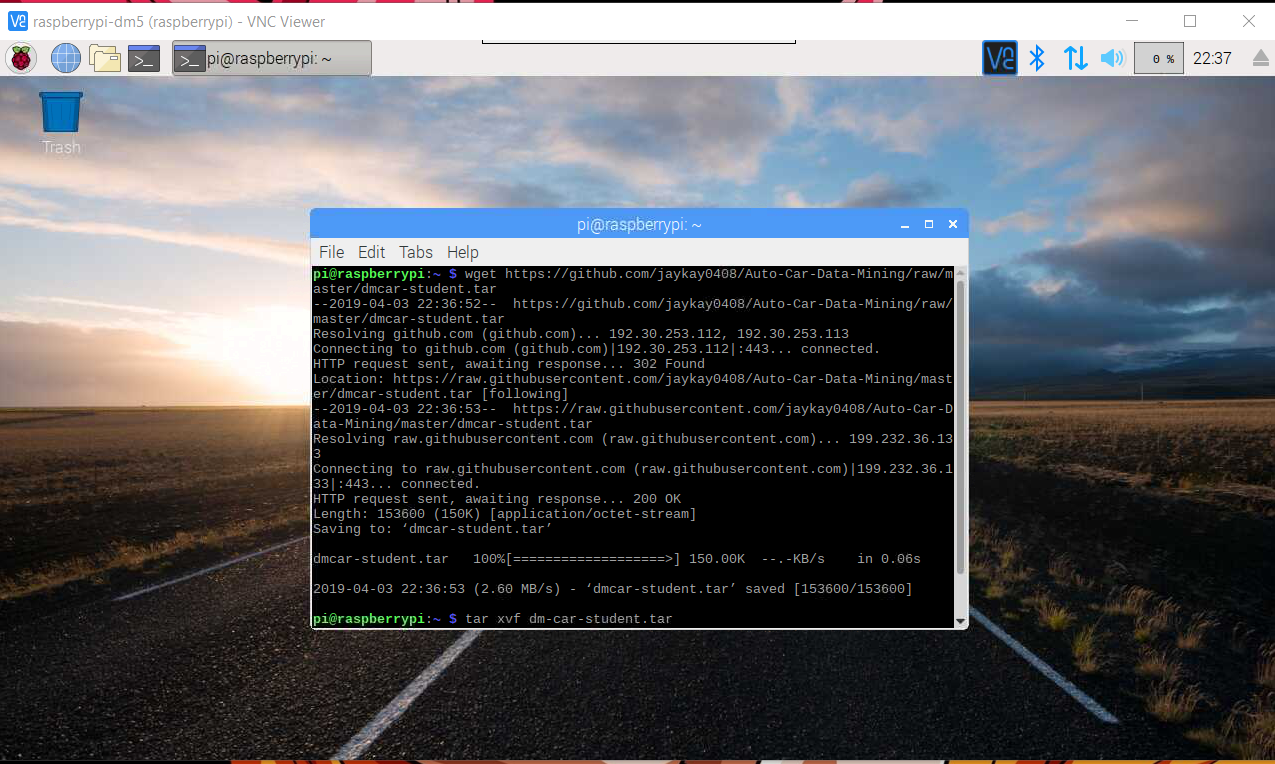 raspberrypi-dm5 (raspberrypi) - VNC Viewer
pi@raspberrypi: ~
0 %
22:37
Trash
pi@raspberrypi: ~
File Edit Tabs Help
pi@raspberrypi:~ $ wget https://github.com/jaykay0408/Auto-Car-Data-Mining/raw/m
aster/dmcar-student.tar
--2019-04-03 22:36:52--  https://github.com/jaykay0408/Auto-Car-Data-Mining/raw/
master/dmcar-student.tar
Resolving github.com (github.com)... 192.30.253.112, 192.30.253.113
Connecting to github.com (github.com)|192.30.253.112|:443... connected.
HTTP request sent, awaiting response... 302 Found
Location: https://raw.githubusercontent.com/jaykay0408/Auto-Car-Data-Mining/mast
er/dmcar-student.tar [following]
--2019-04-03 22:36:53--  https://raw.githubusercontent.com/jaykay0408/Auto-Car-D
ata-Mining/master/dmcar-student.tar
Resolving raw.githubusercontent.com (raw.githubusercontent.com)... 199.232.36.13
3
Connecting to raw.githubusercontent.com (raw.githubusercontent.com)|199.232.36.1
33|:443... connected.
HTTP request sent, awaiting response... 200 OK
Length: 153600 (150K) [application/octet-stream]
Saving to: ‘dmcar-student.tar’
dmcar-student.tar   100%[===================>] 150.00K  --.-KB/s    in 0.06s
2019-04-03 22:36:53 (2.60 MB/s) - ‘dmcar-student.tar’ saved [153600/153600]
pi@raspberrypi:~ $ tar xvf dm-car-student.tar